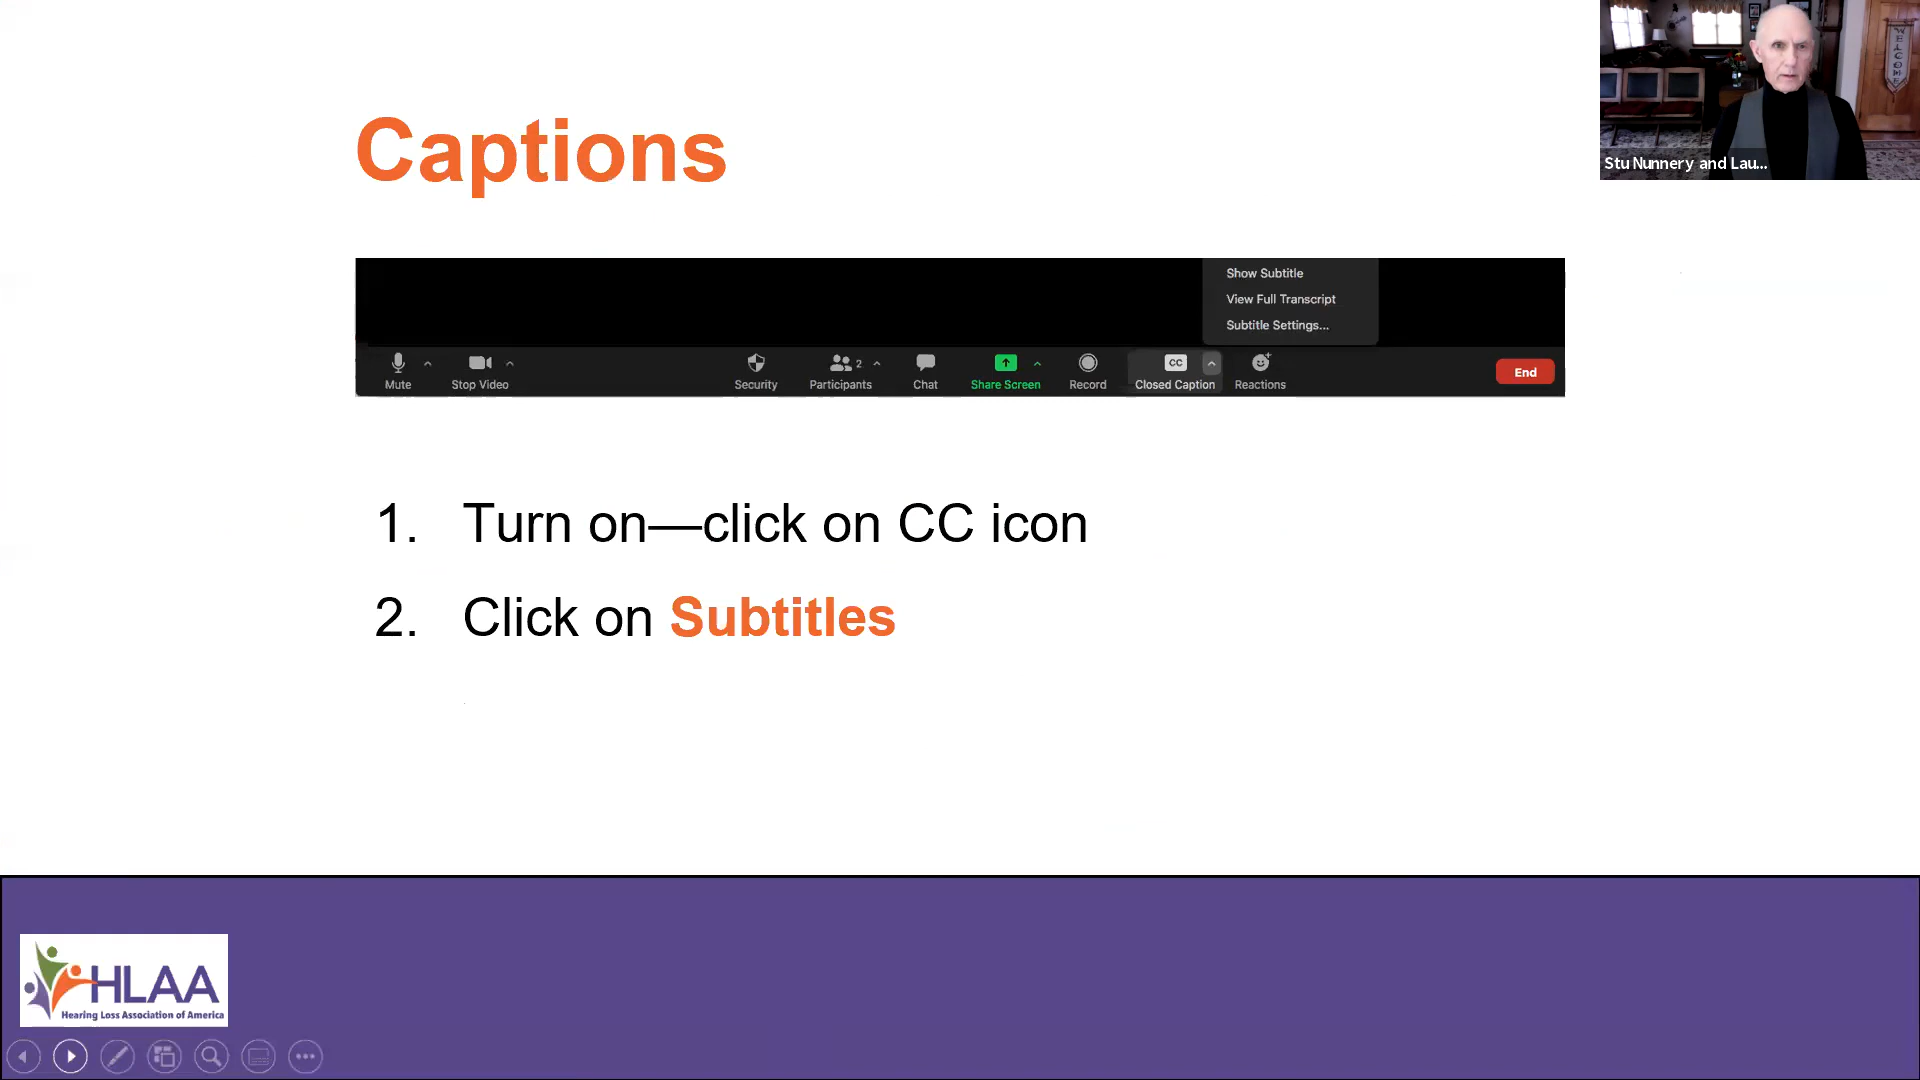 Captions
WELCOME
Stu Nunnery and Lau...
Show Subtitle
View Full Transcript
Subtitle Settings...
2
CC
Mute
Stop Video
Security
Participants
Chat
Share Screen
Record
Closed Caption
Reactions
End
1. Turn on—click on CC icon
2. Click on Subtitles
HLAA
Hearing Loss Association of America